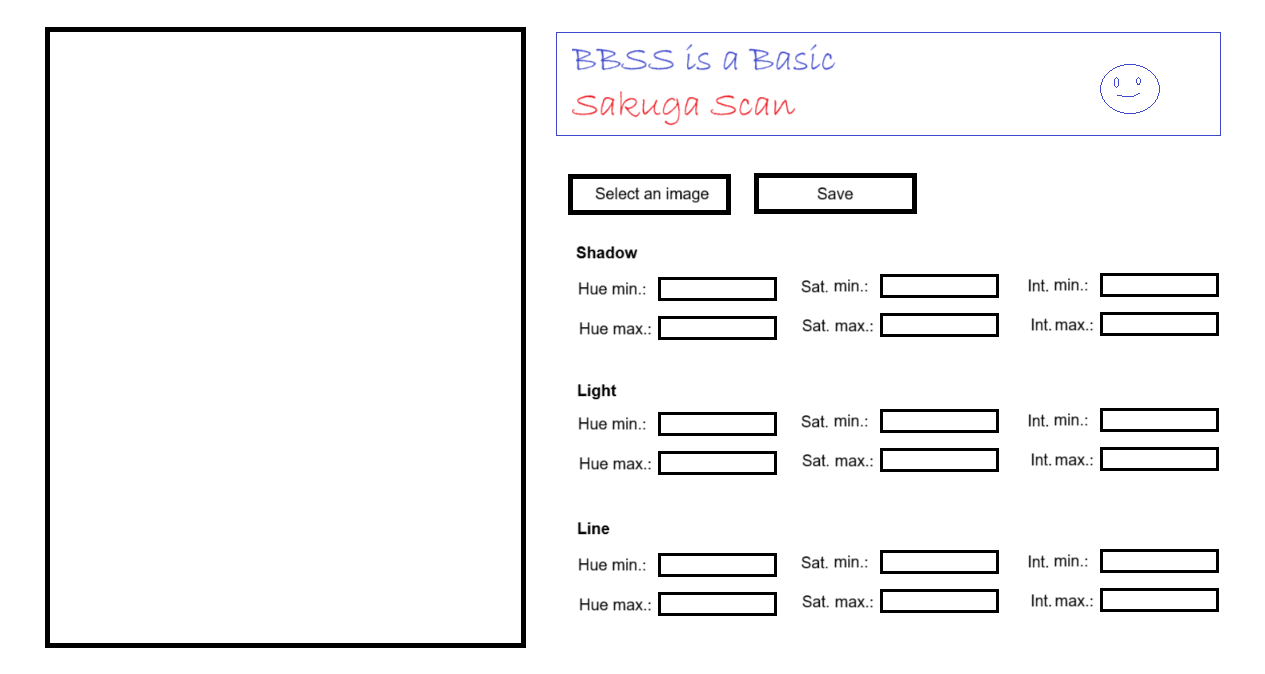 BBSS is a Basic
Sakuga Scan
Select an image Save
Shadow
Hue min.: Sat. min.: Int. min.:
Hue max.: Sat. max.: Int. max.:
Light
Hue min.: Sat. min.: Int. min.:
Hue max.: Sat. max.: Int. max.:
Line
Hue min.: Sat. min.: Int. min.:
Hue max.: Sat. max.: Int. max.: